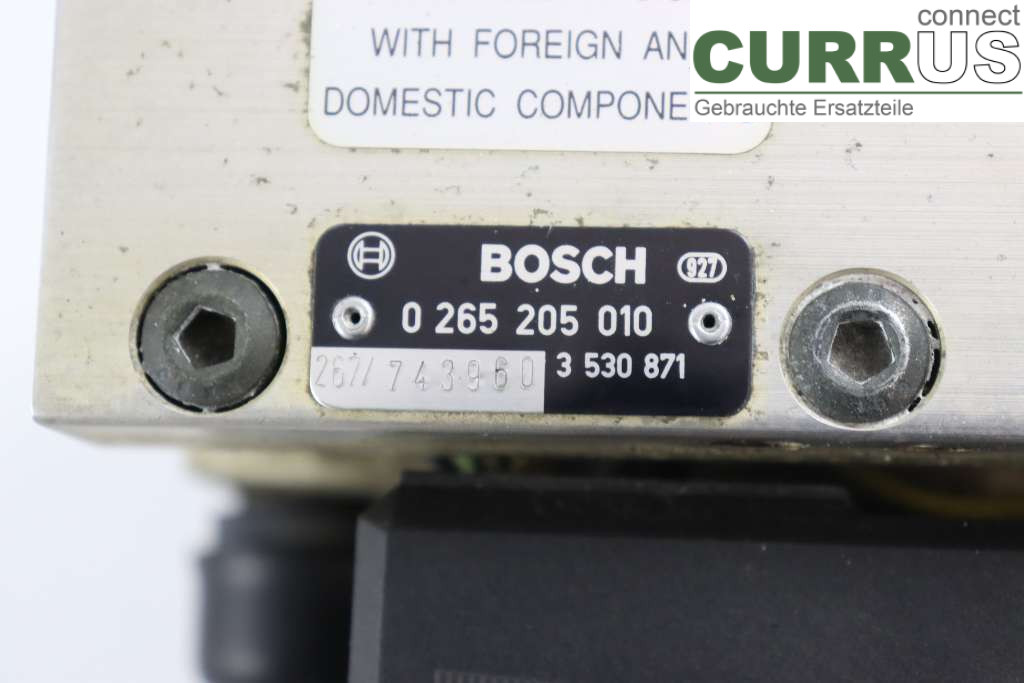 WITH FOREIGN AN
DOMESTIC COMPONE
connect
CURRUS
Gebrauchte Ersatzteile
BOSCH 927
0 265 205 010
267/ 743960 3 530 871